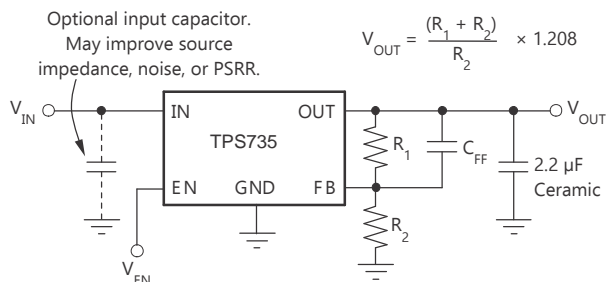 Optional input capacitor.
May improve source
impedance, noise, or PSRR.
V_OUT = (R_1 + R_2) / R_2 × 1.208
V_IN
IN
OUT
V_OUT
TPS735
R_1
C_FF
2.2 µF
Ceramic
EN
GND
FB
R_2
V_EN